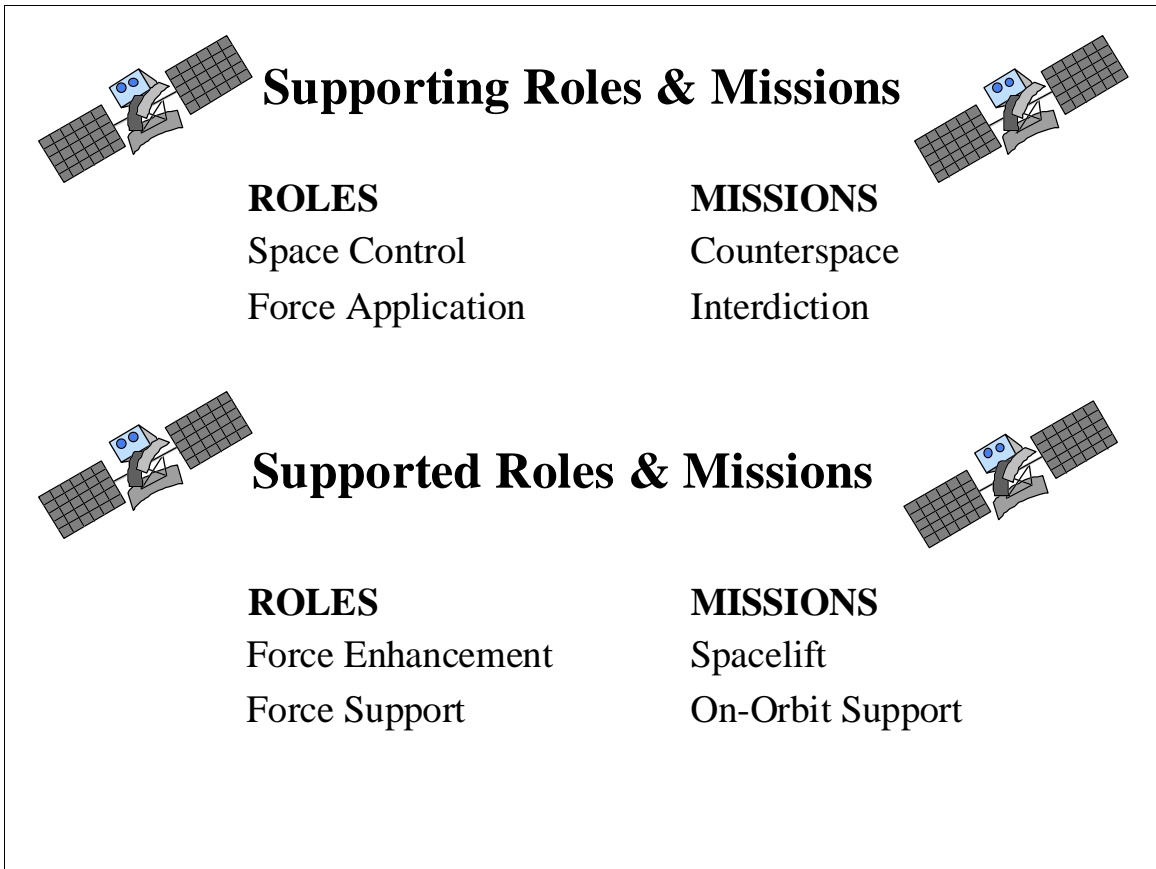 Supporting Roles & Missions
ROLES MISSIONS
Space Control Counterspace
Force Application Interdiction
Supported Roles & Missions
ROLES MISSIONS
Force Enhancement Spacelift
Force Support On-Orbit Support